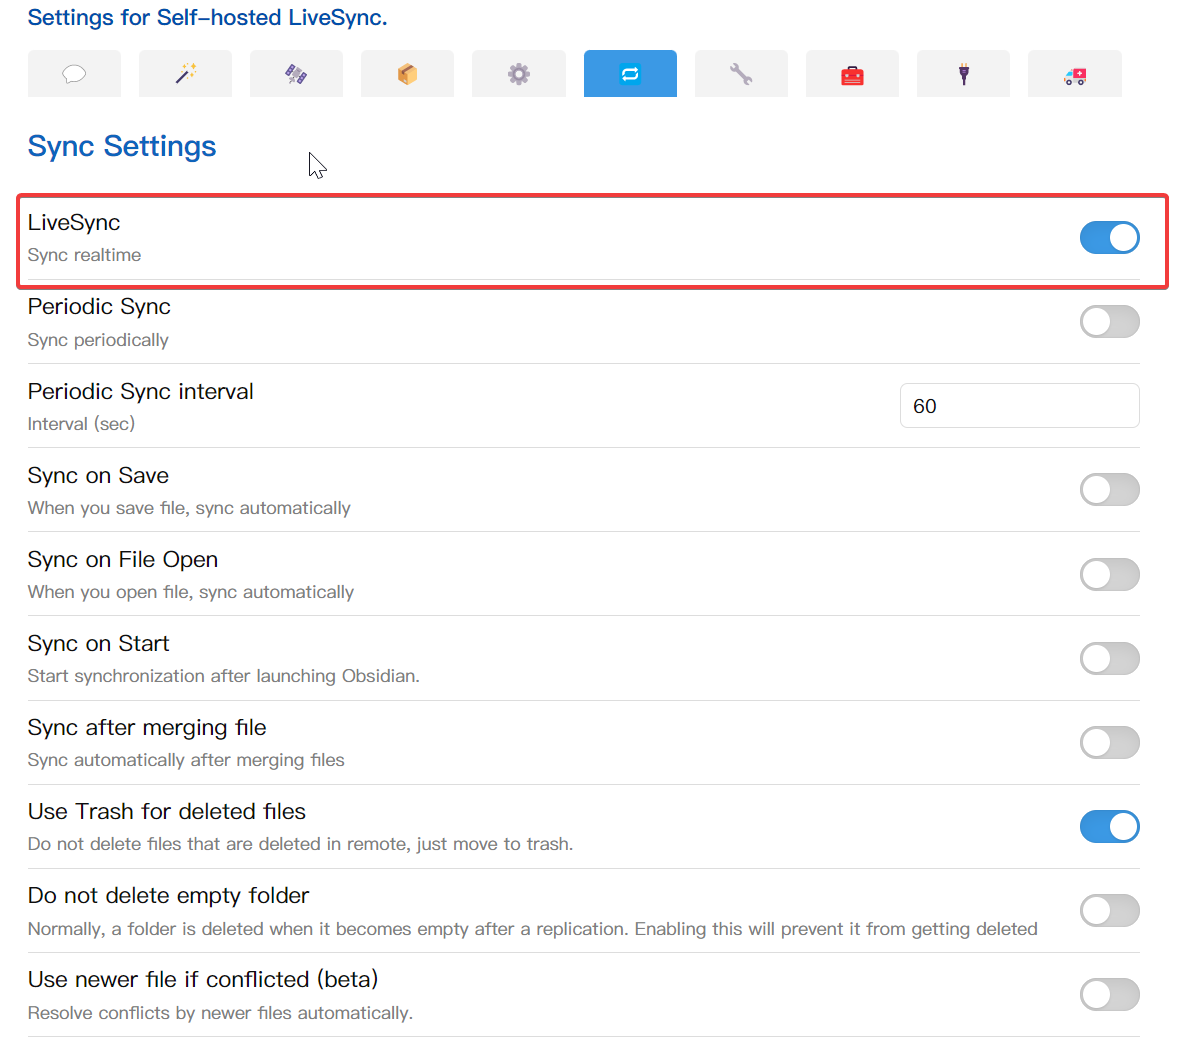 Settings for Self-hosted LiveSync.
Sync Settings
LiveSync
Sync realtime
Periodic Sync
Sync periodically
Periodic Sync interval
Interval (sec)
60
Sync on Save
When you save file, sync automatically
Sync on File Open
When you open file, sync automatically
Sync on Start
Start synchronization after launching Obsidian.
Sync after merging file
Sync automatically after merging files
Use Trash for deleted files
Do not delete files that are deleted in remote, just move to trash.
Do not delete empty folder
Normally, a folder is deleted when it becomes empty after a replication. Enabling this will prevent it from getting deleted
Use newer file if conflicted (beta)
Resolve conflicts by newer files automatically.